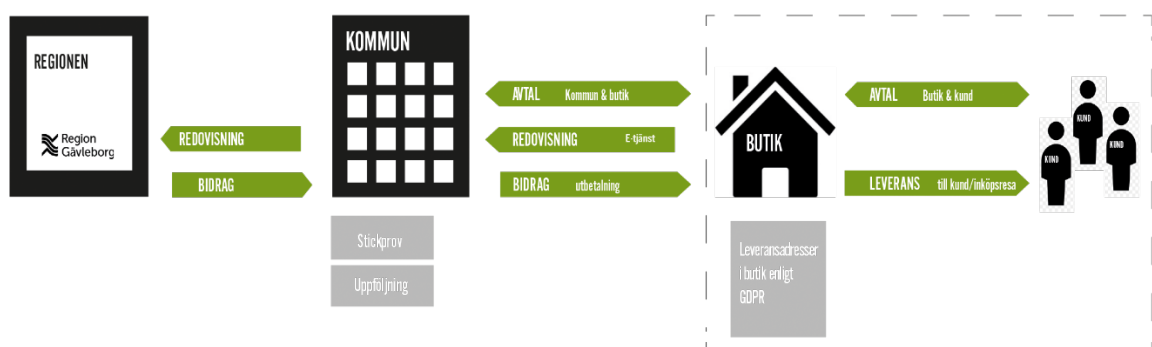 REGIONEN
Region
Gävleborg
REDOVISNING
BIDRAG
KOMMUN
Stickprov
Uppföljning
AVTAL Kommun & butik
REDOVISNING E-tjänst
BIDRAG utbetalning
BUTIK
Leveransadresser
i butik enligt
GDPR
AVTAL Butik & kund
LEVERANS till kund/inköpsresa
KUND
KUND
KUND